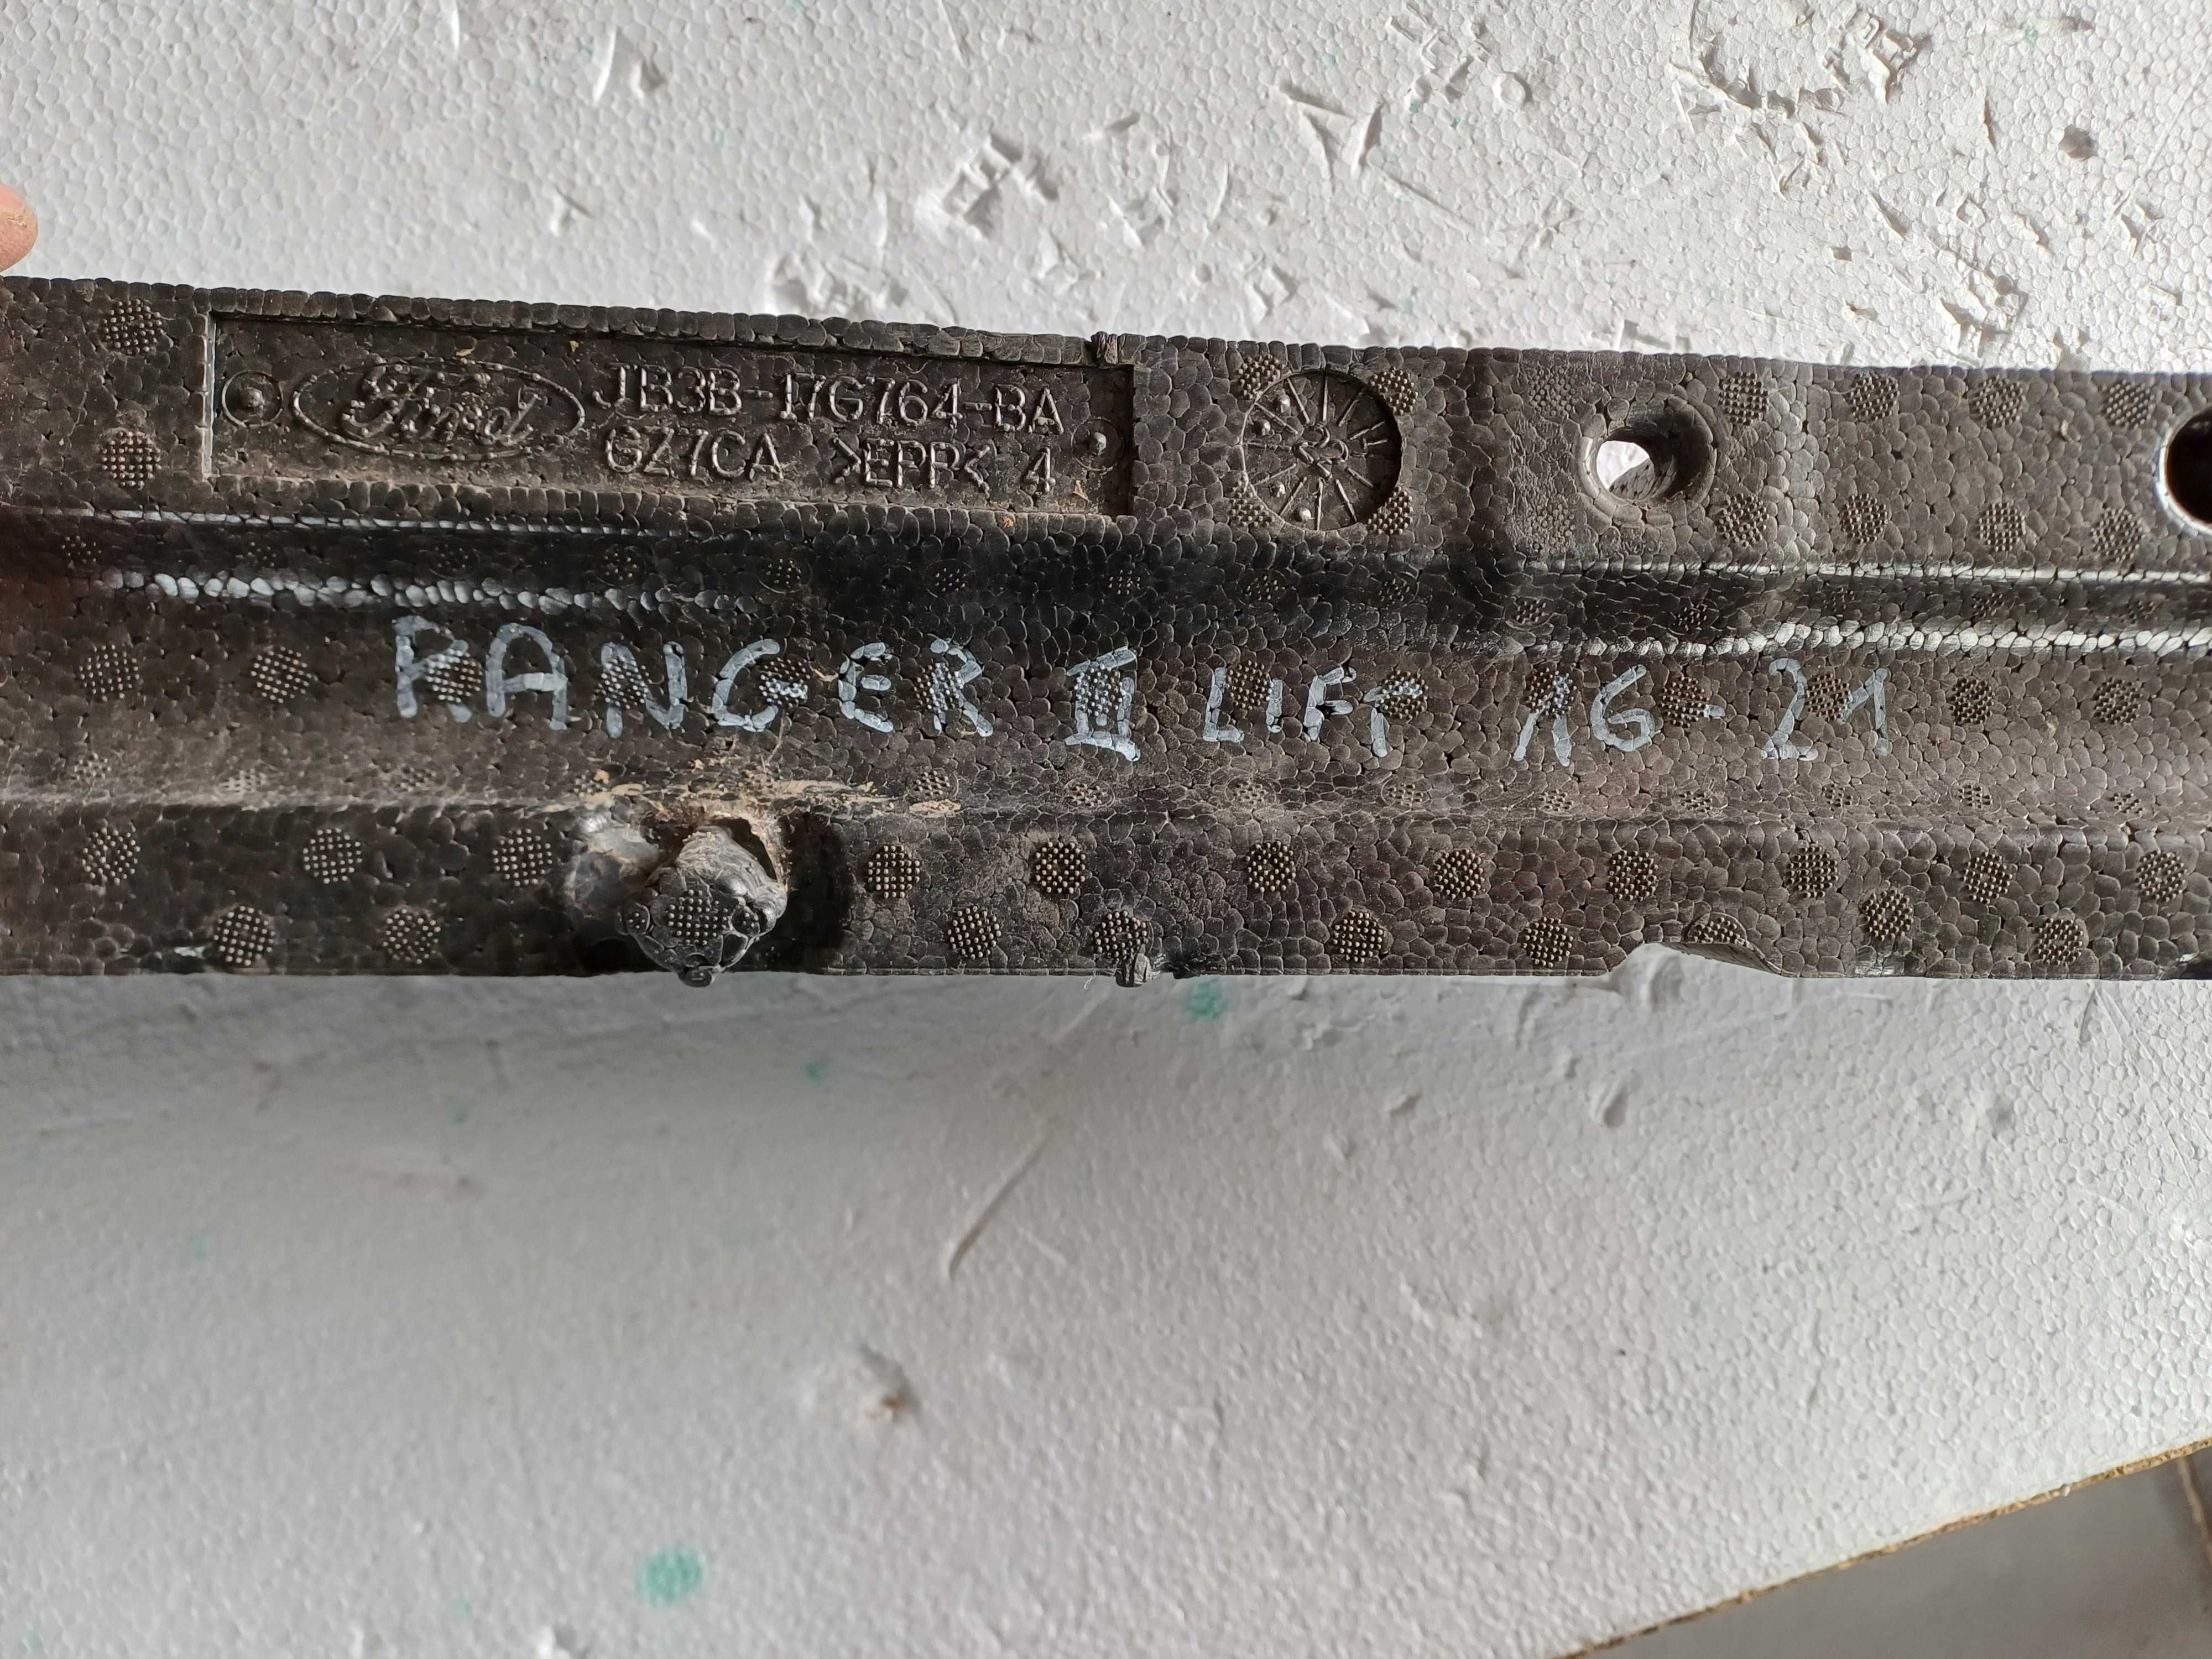 Ford
JB3B-17G764-BA
GZ7CA >EPP< 4
RANGER III LIFT 16-21